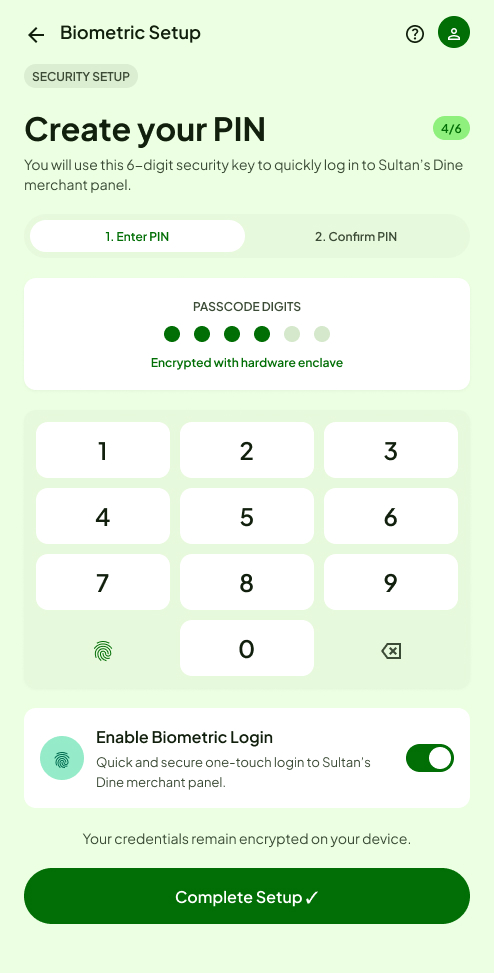 Biometric Setup
SECURITY SETUP
Create your PIN
4/6
You will use this 6–digit security key to quickly log in to Sultan's Dine
merchant panel.
1. Enter PIN
2. Confirm PIN
PASSCODE DIGITS
Encrypted with hardware enclave
1
2
3
4
5
6
7
8
9
0
Enable Biometric Login
Quick and secure one-touch login to Sultan's
Dine merchant panel.
Your credentials remain encrypted on your device.
Complete Setup ✓